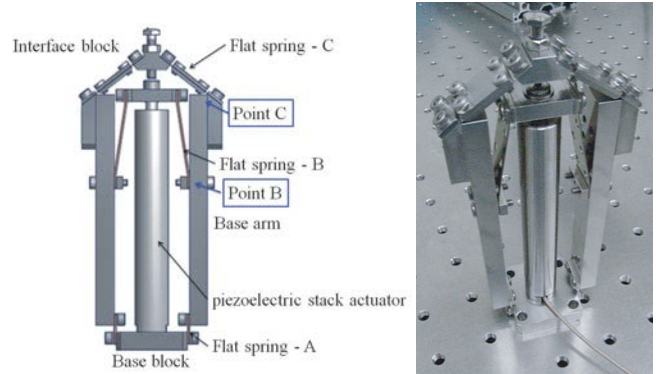 Interface block
Flat spring - C
Point C
Flat spring - B
Point B
Base arm
piezoelectric stack actuator
Flat spring - A
Base block